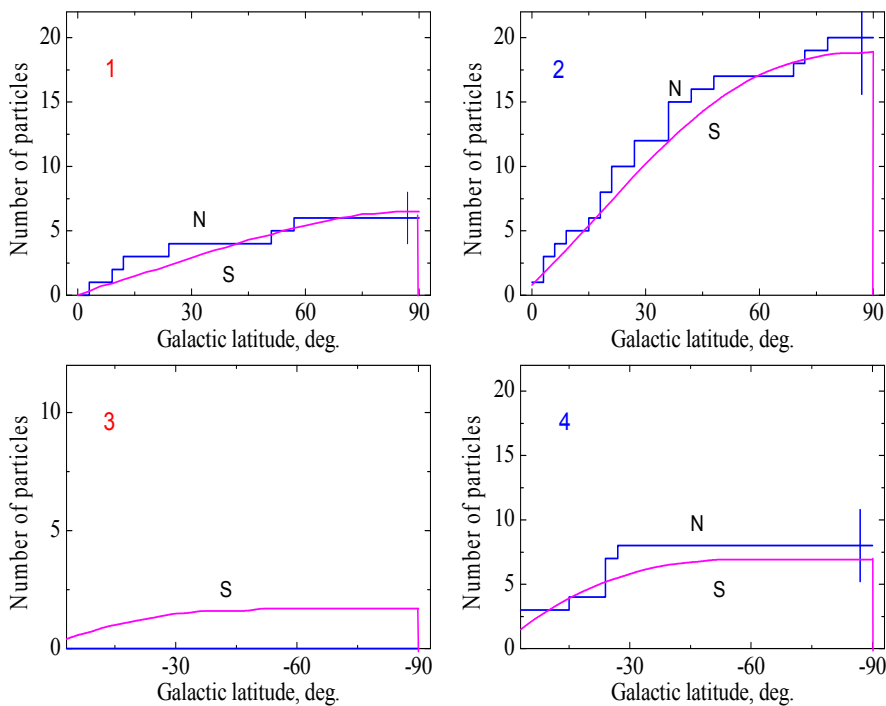 1
N
S
Number of particles
20
15
10
5
0
0 30 60 90
Galactic latitude, deg.
2
N
S
Number of particles
20
15
10
5
0
0 30 60 90
Galactic latitude, deg.
3
S
Number of particles
10
5
0
-30 -60 -90
Galactic latitude, deg.
4
N
S
Number of particles
20
15
10
5
0
-30 -60 -90
Galactic latitude, deg.